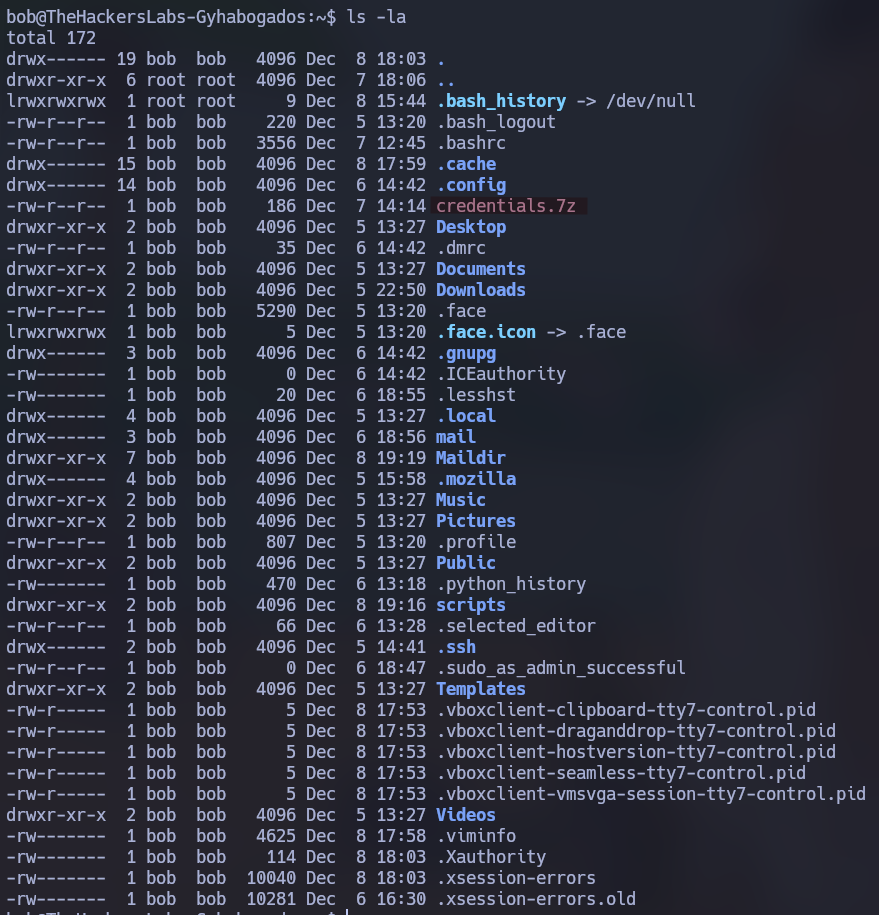 bob@TheHackersLabs-Gyhabogados:~$ ls -la
total 172
drwx------ 19 bob  bob   4096 Dec  8 18:03 .
drwxr-xr-x  6 root root  4096 Dec  7 18:06 ..
lrwxrwxrwx  1 root root     9 Dec  8 15:44 .bash_history -> /dev/null
-rw-r--r--  1 bob  bob    220 Dec  5 13:20 .bash_logout
-rw-r--r--  1 bob  bob   3556 Dec  7 12:45 .bashrc
drwx------ 15 bob  bob   4096 Dec  8 17:59 .cache
drwx------ 14 bob  bob   4096 Dec  6 14:42 .config
-rw-r--r--  1 bob  bob    186 Dec  7 14:14 credentials.7z
drwxr-xr-x  2 bob  bob   4096 Dec  5 13:27 Desktop
-rw-r--r--  1 bob  bob     35 Dec  6 14:42 .dmrc
drwxr-xr-x  2 bob  bob   4096 Dec  5 13:27 Documents
drwxr-xr-x  2 bob  bob   4096 Dec  5 22:50 Downloads
-rw-r--r--  1 bob  bob   5290 Dec  5 13:20 .face
lrwxrwxrwx  1 bob  bob      5 Dec  5 13:20 .face.icon -> .face
drwx------  3 bob  bob   4096 Dec  6 14:42 .gnupg
-rw-------  1 bob  bob      0 Dec  6 14:42 .ICEauthority
-rw-------  1 bob  bob     20 Dec  6 18:55 .lesshst
drwx------  4 bob  bob   4096 Dec  5 13:27 .local
drwx------  3 bob  bob   4096 Dec  6 18:56 mail
drwxr-xr-x  7 bob  bob   4096 Dec  8 19:19 Maildir
drwx------  4 bob  bob   4096 Dec  5 15:58 .mozilla
drwxr-xr-x  2 bob  bob   4096 Dec  5 13:27 Music
drwxr-xr-x  2 bob  bob   4096 Dec  5 13:27 Pictures
-rw-r--r--  1 bob  bob    807 Dec  5 13:20 .profile
drwxr-xr-x  2 bob  bob   4096 Dec  5 13:27 Public
-rw-------  1 bob  bob    470 Dec  6 13:18 .python_history
drwxr-xr-x  2 bob  bob   4096 Dec  8 19:16 scripts
-rw-r--r--  1 bob  bob     66 Dec  6 13:28 .selected_editor
drwx------  2 bob  bob   4096 Dec  5 14:41 .ssh
-rw-r--r--  1 bob  bob      0 Dec  6 18:47 .sudo_as_admin_successful
drwxr-xr-x  2 bob  bob   4096 Dec  5 13:27 Templates
-rw-r-----  1 bob  bob      5 Dec  8 17:53 .vboxclient-clipboard-tty7-control.pid
-rw-r-----  1 bob  bob      5 Dec  8 17:53 .vboxclient-draganddrop-tty7-control.pid
-rw-r-----  1 bob  bob      5 Dec  8 17:53 .vboxclient-hostversion-tty7-control.pid
-rw-r-----  1 bob  bob      5 Dec  8 17:53 .vboxclient-seamless-tty7-control.pid
-rw-r-----  1 bob  bob      5 Dec  8 17:53 .vboxclient-vmsvga-session-tty7-control.pid
drwxr-xr-x  2 bob  bob   4096 Dec  5 13:27 Videos
-rw-------  1 bob  bob   4625 Dec  8 17:58 .viminfo
-rw-------  1 bob  bob    114 Dec  8 18:03 .Xauthority
-rw-------  1 bob  bob  10040 Dec  8 18:03 .xsession-errors
-rw-------  1 bob  bob  10281 Dec  6 16:30 .xsession-errors.old